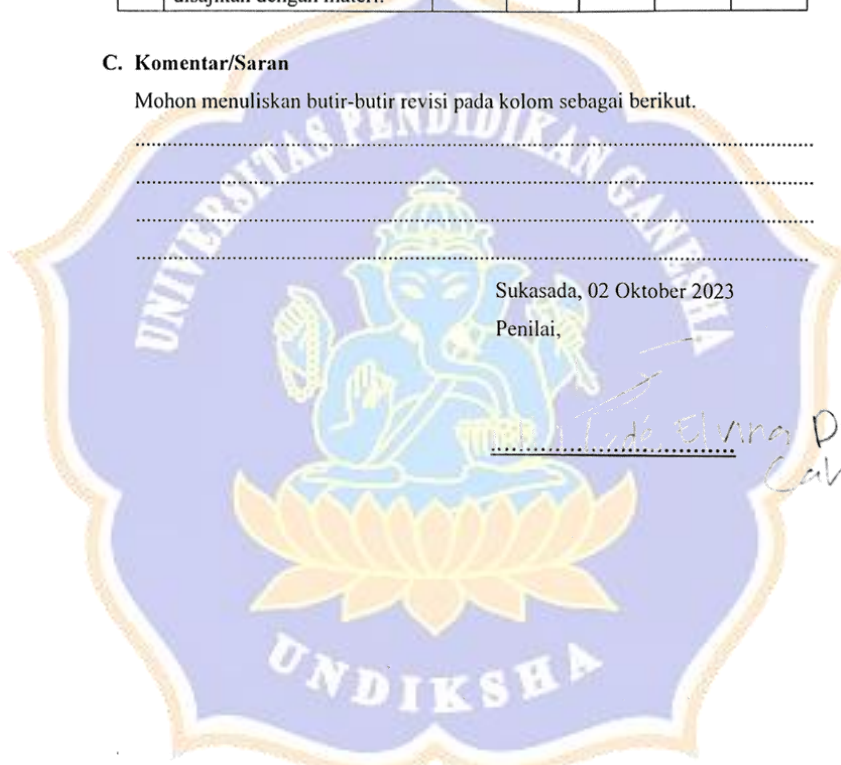 disajikan dengan materi.
C. Komentar/Saran
Mohon menuliskan butir-butir revisi pada kolom sebagai berikut.
UNIVERSITAS PENDIDIKAN GANESHA
Sukasada, 02 Oktober 2023
Penilai,
Elvina D
UNDIKSHA